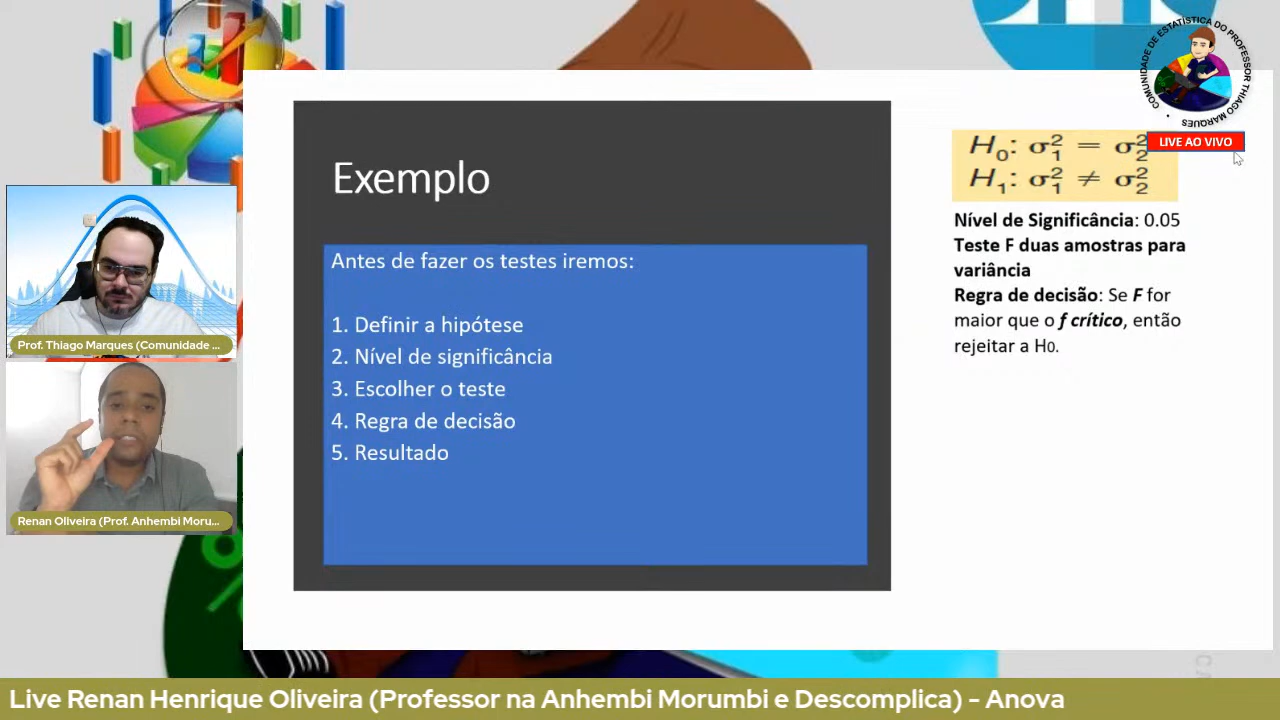 COMUNIDADE DE ESTATÍSTICA DO PROFESSOR THIAGO MARQUES •
LIVE AO VIVO
Exemplo
Antes de fazer os testes iremos:
1. Definir a hipótese
2. Nível de significância
3. Escolher o teste
4. Regra de decisão
5. Resultado
H₀: σ₁² = σ₂²
H₁: σ₁² ≠ σ₂²
Nível de Significância: 0.05
Teste F duas amostras para
variância
Regra de decisão: Se F for
maior que o f crítico, então
rejeitar a H0.
Prof. Thiago Marques (Comunidade ...
Renan Oliveira (Prof. Anhembi Moru...
%
Live Renan Henrique Oliveira (Professor na Anhembi Morumbi e Descomplica) - Anova